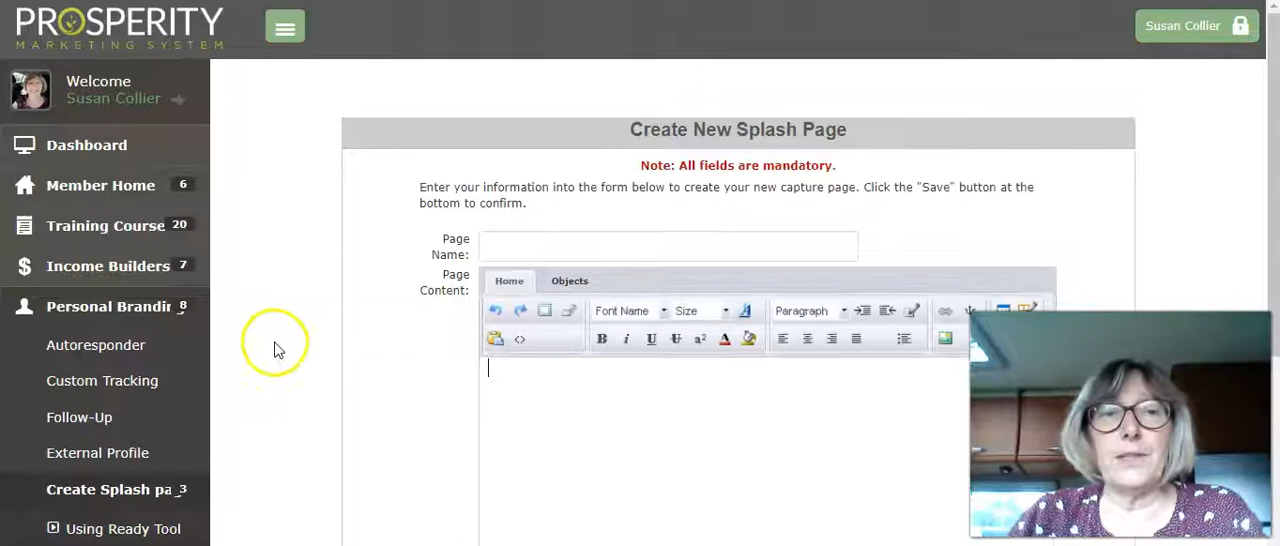 PROSPERITY
MARKETING SYSTEM
Susan Collier
Welcome
Susan Collier
Dashboard
Member Home 6
Training Course 20
Income Builders 7
Personal Brandin 8
Autoresponder
Custom Tracking
Follow-Up
External Profile
Create Splash pa 3
Using Ready Tool
Create New Splash Page
Note: All fields are mandatory.
Enter your information into the form below to create your new capture page. Click the "Save" button at the
bottom to confirm.
Page
Name:
Page
Content:
Home Objects
Font Name Size Paragraph
B i U